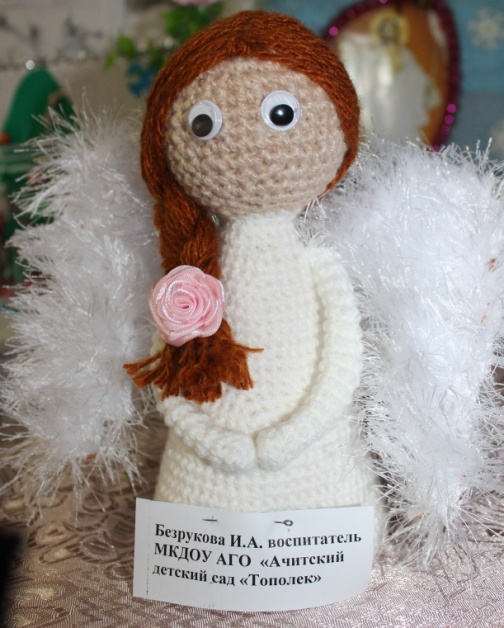 Безрукова И.А. воспитатель
МКДОУ АГО «Ачитский
детский сад «Тополек»